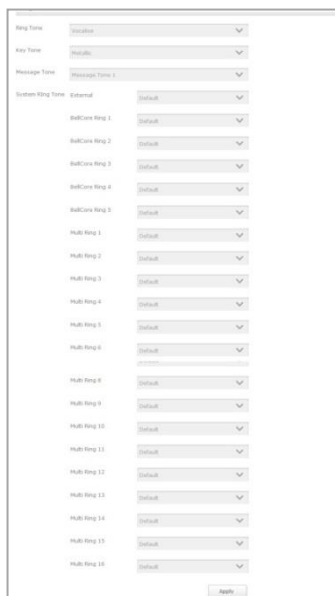 Ring Tone Vocalise
Key Tone Metallic
Message Tone Message Tone 1
System Ring Tone External Default
BellCore Ring 1 Default
BellCore Ring 2 Default
BellCore Ring 3 Default
BellCore Ring 4 Default
BellCore Ring 5 Default
Multi Ring 1 Default
Multi Ring 2 Default
Multi Ring 3 Default
Multi Ring 4 Default
Multi Ring 5 Default
Multi Ring 6 Default
Multi Ring 8 Default
Multi Ring 9 Default
Multi Ring 10 Default
Multi Ring 11 Default
Multi Ring 12 Default
Multi Ring 13 Default
Multi Ring 14 Default
Multi Ring 15 Default
Multi Ring 16 Default
Apply